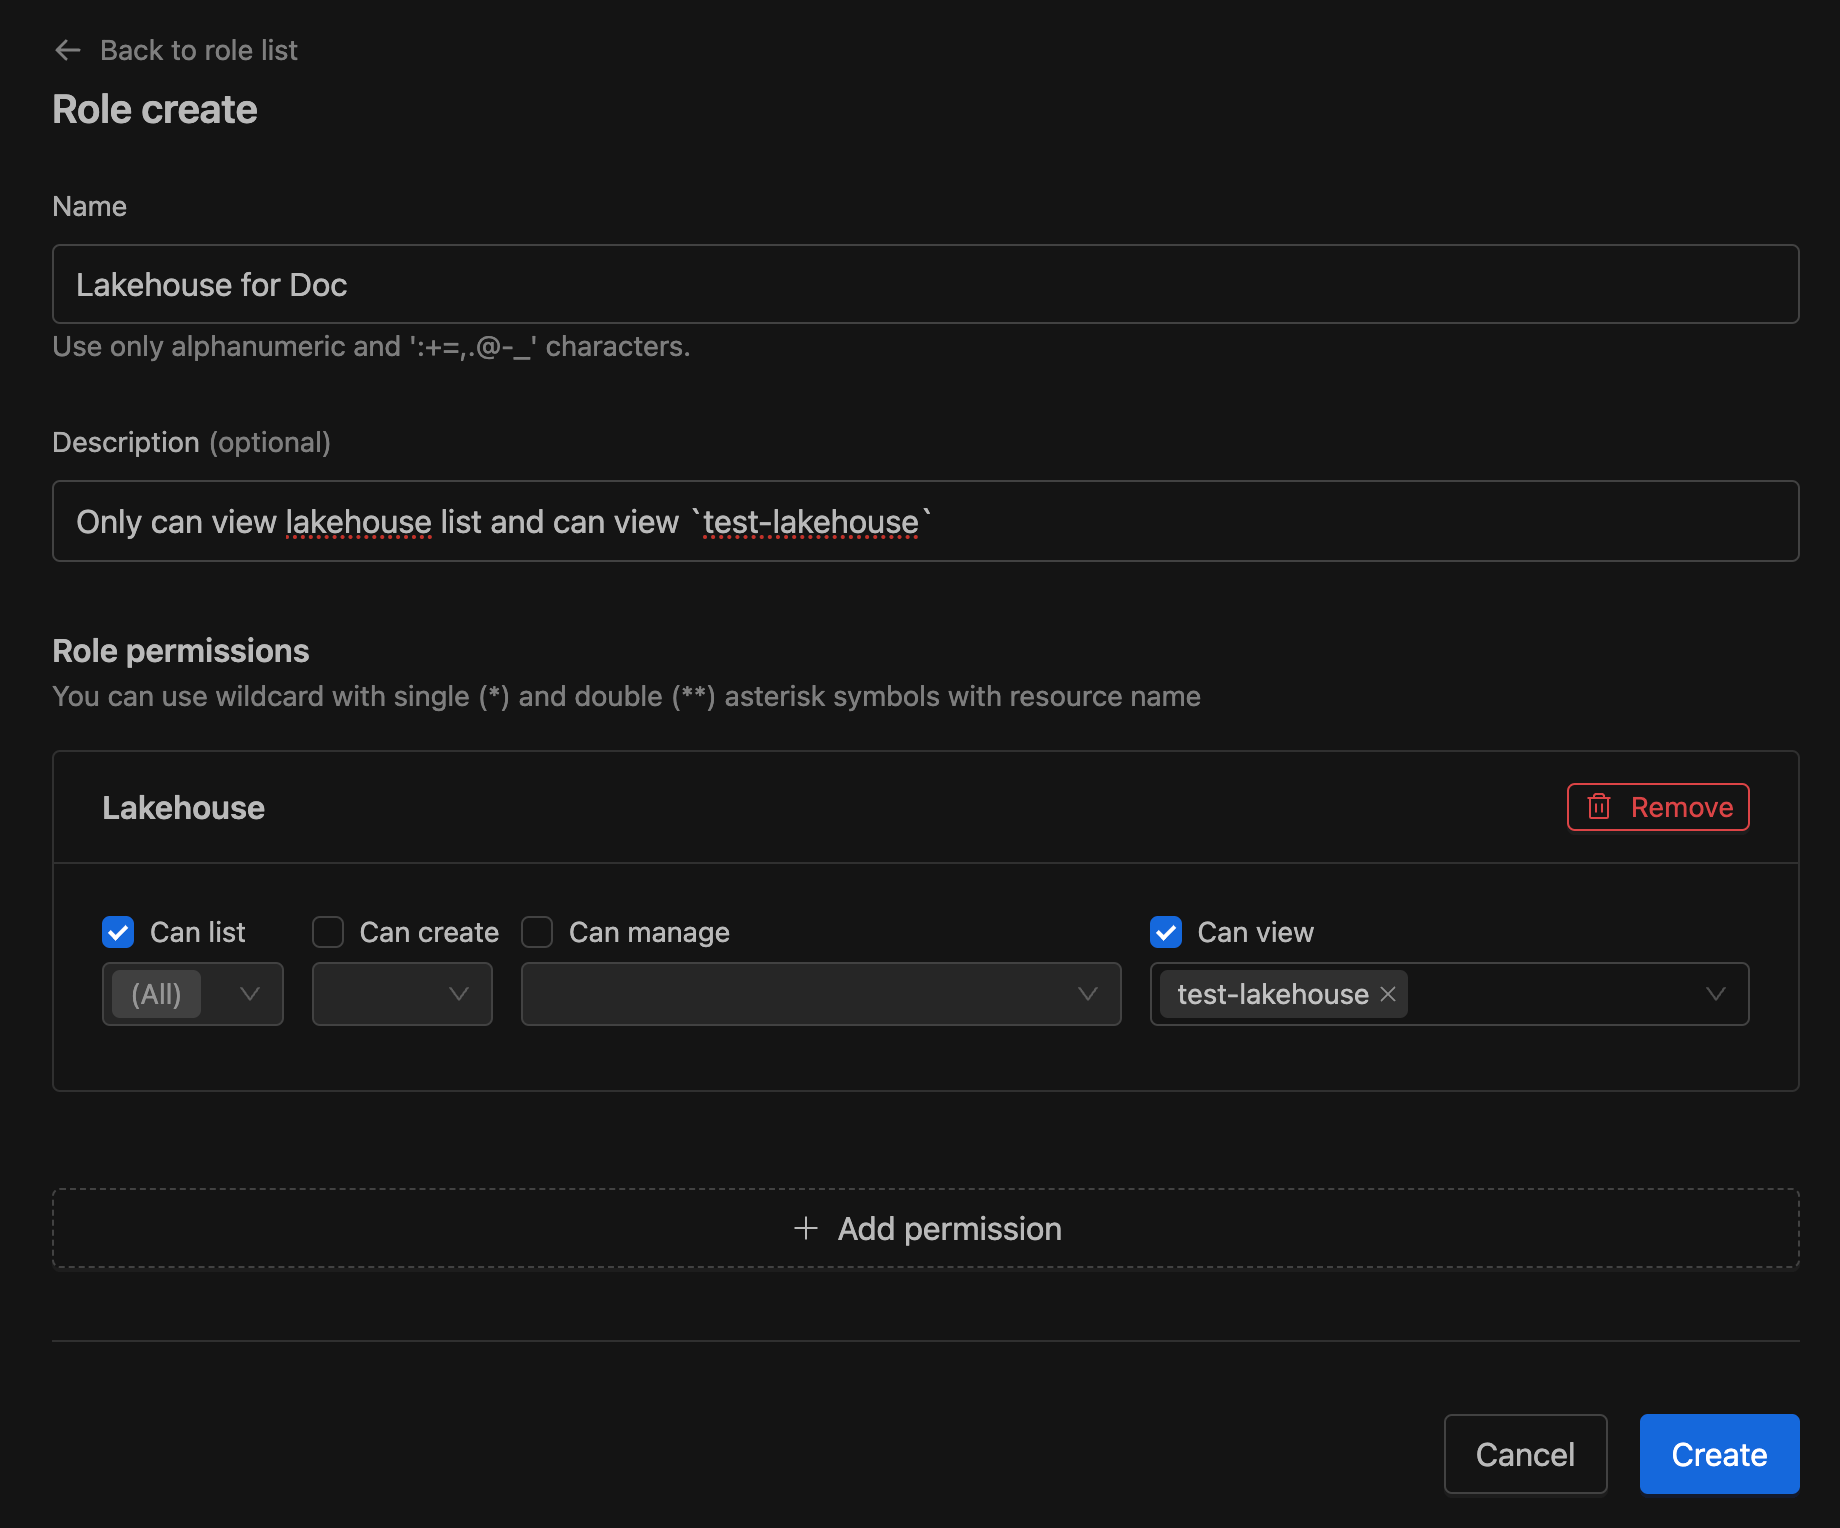 Back to role list
Role create
Name
Lakehouse for Doc
Use only alphanumeric and ':+=,.@-_' characters.
Description (optional)
Only can view lakehouse list and can view `test-lakehouse`
Role permissions
You can use wildcard with single (*) and double (**) asterisk symbols with resource name
Lakehouse
Remove
Can list
Can create
Can manage
Can view
(All)
test-lakehouse
Add permission
Cancel
Create